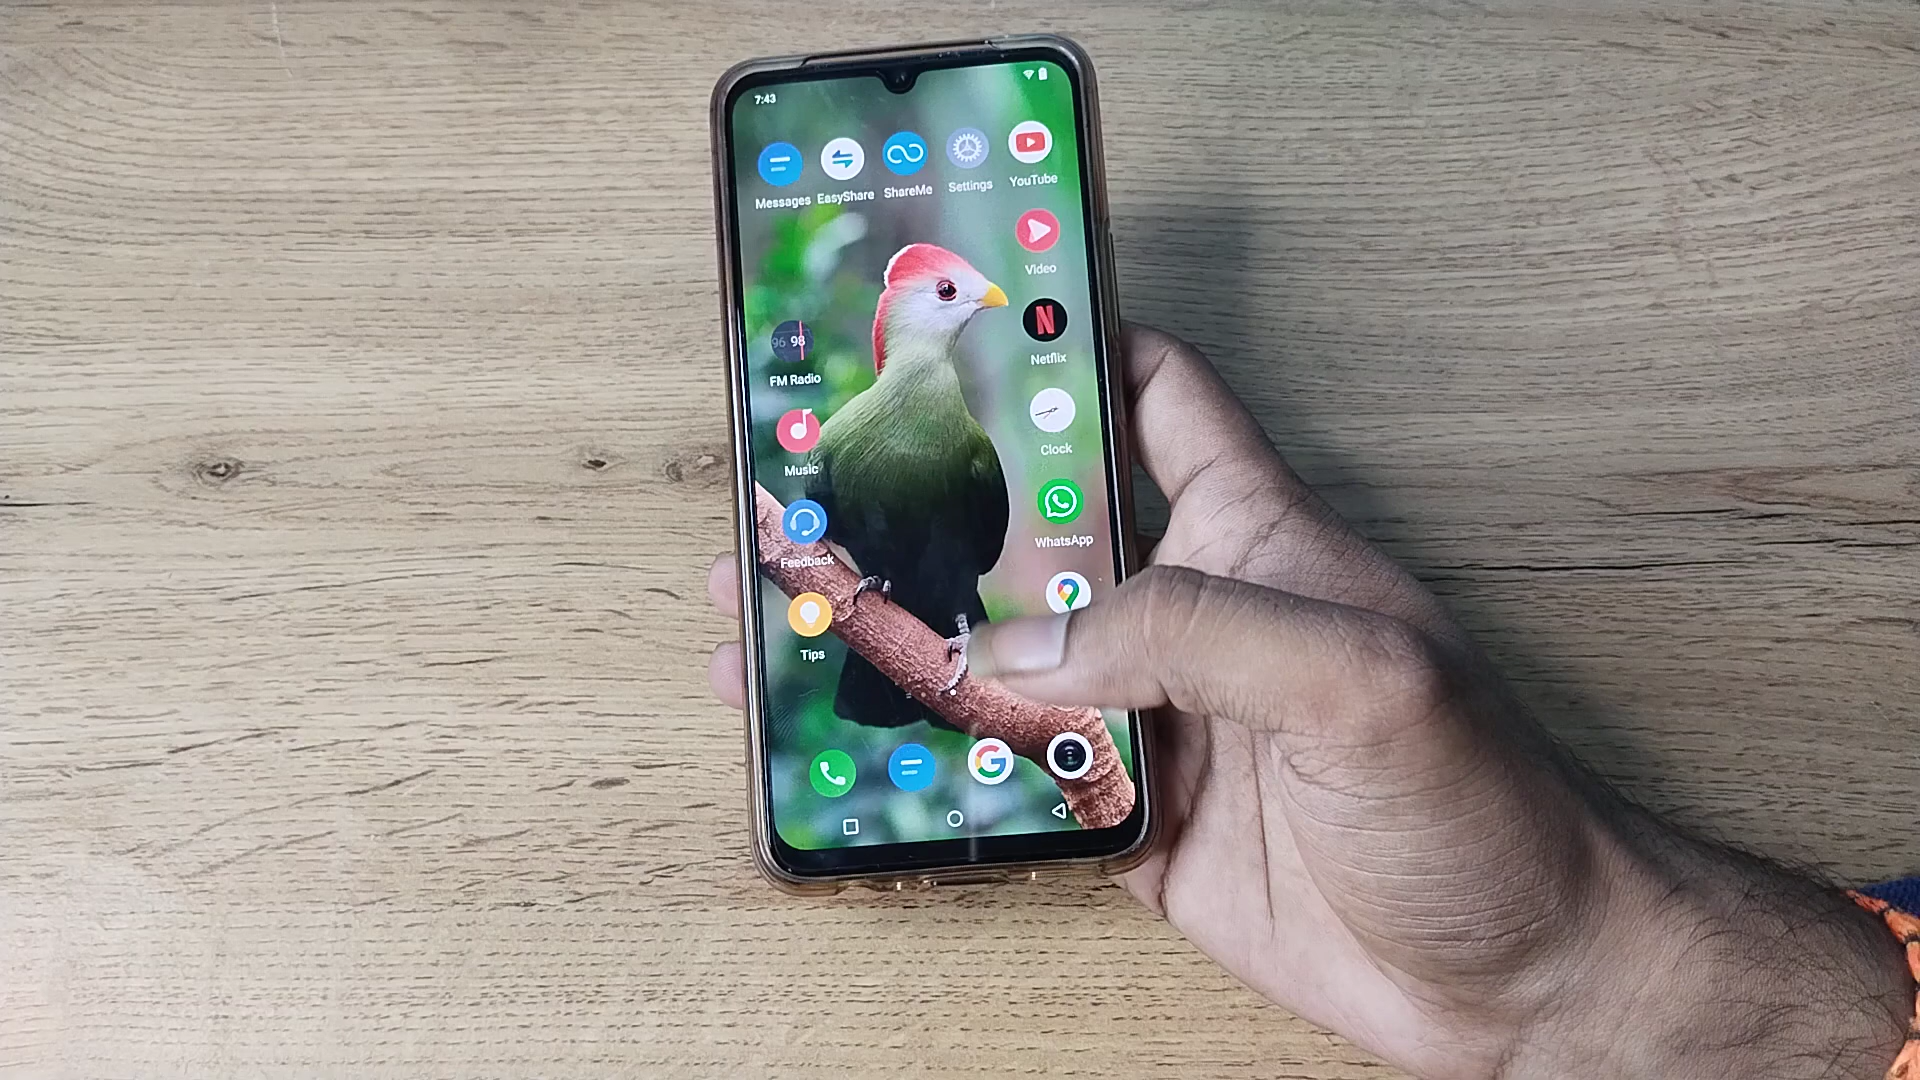 7:43
Messages EasyShare ShareMe Settings YouTube
Video
96 98
Netflix
FM Radio
Clock
Music
WhatsApp
Feedback
Tips